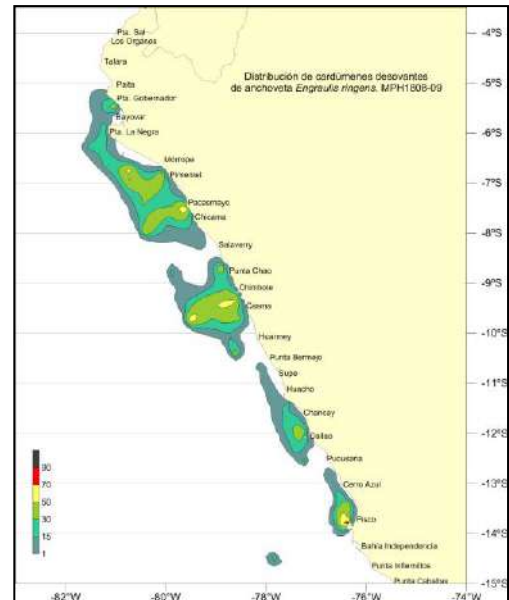 Pta. Sal
Los Organos
Talara
Paita
Distribución de cardúmenes desovantes
de anchoveta Engraulis ringens. MPH1808-09
Pta. Gobernador
Bayovar
Pta. La Negra
Mórrope
Pimentel
Pacasmayo
Chicama
Salaverry
Punta Chao
Chimbote
Casma
Huarmey
Punta Bermejo
Supe
Huacho
Chancay
Callao
Pucusana
Cerro Azul
Pisco
Bahía Independencia
Punta Infiernillos
Punta Caballas
90
70
50
30
15
1
-4°S
-5°S
-6°S
-7°S
-8°S
-9°S
-10°S
-11°S
-12°S
-13°S
-14°S
-15°S
-82°W
-80°W
-78°W
-76°W
-74°W